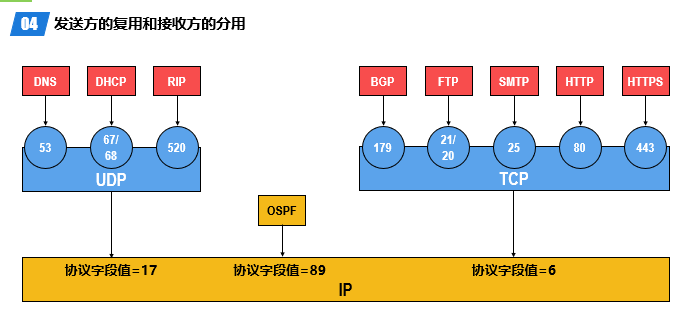 04 发送方的复用和接收方的分用
DNS DHCP RIP BGP FTP SMTP HTTP HTTPS
53 67/ 520 179 21/ 25 80 443
68 20
UDP TCP
OSPF
协议字段值=17 协议字段值=89 协议字段值=6
IP